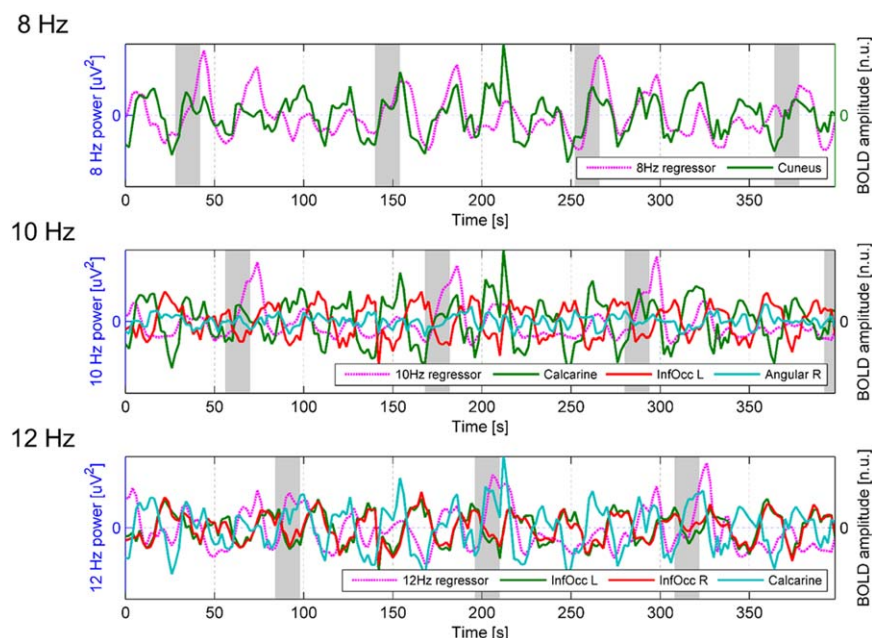 8 Hz
8 Hz power [uV²]
0
0
BOLD amplitude [n.u.]
8Hz regressor Cuneus
0 50 100 150 200 250 300 350
Time [s]
10 Hz
10 Hz power [uV²]
0
0
BOLD amplitude [n.u.]
10Hz regressor Calcarine InfOcc L Angular R
0 50 100 150 200 250 300 350
Time [s]
12 Hz
12 Hz power [uV²]
0
0
BOLD amplitude [n.u.]
12Hz regressor InfOcc L InfOcc R Calcarine
0 50 100 150 200 250 300 350
Time [s]